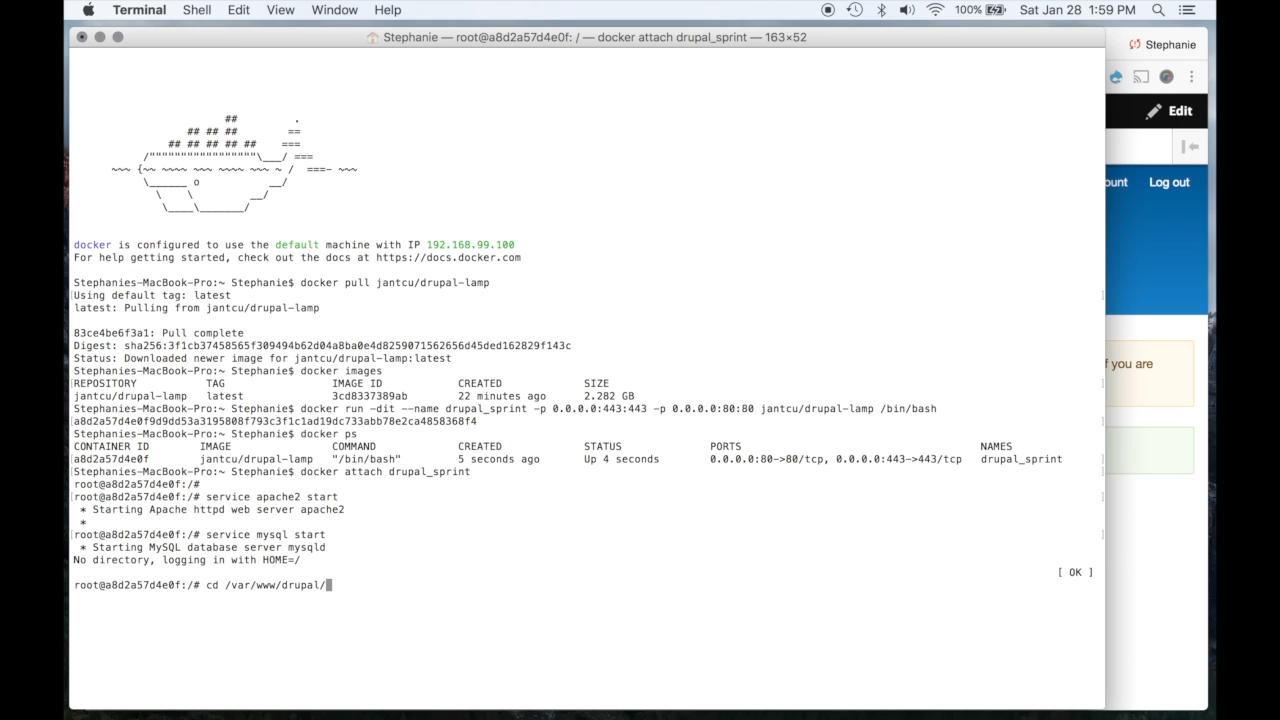 Terminal Shell Edit View Window Help 100% Sat Jan 28 1:59 PM
Stephanie — root@a8d2a57d4e0f: / — docker attach drupal_sprint — 163×52
Stephanie
Edit
ount Log out
f you are
## .
## ## ## ==
## ## ## ## ## ===
/""""""""""""""""\___/ ===
~~~ {~~ ~~~~ ~~~ ~~~~ ~~~ ~ / ===- ~~~
\______ o __/
\ \ __/
\____\_______/
docker is configured to use the default machine with IP 192.168.99.100
For help getting started, check out the docs at https://docs.docker.com
Stephanies-MacBook-Pro:~ Stephanie$ docker pull jantcu/drupal-lamp
Using default tag: latest
latest: Pulling from jantcu/drupal-lamp
83ce4be6f3a1: Pull complete
Digest: sha256:3f1cb37458565f309494b62d04a8ba0e4d8259071562656d45ded162829f143c
Status: Downloaded newer image for jantcu/drupal-lamp:latest
Stephanies-MacBook-Pro:~ Stephanie$ docker images
REPOSITORY TAG IMAGE ID CREATED SIZE
jantcu/drupal-lamp latest 3cd8337389ab 22 minutes ago 2.282 GB
Stephanies-MacBook-Pro:~ Stephanie$ docker run -dit --name drupal_sprint -p 0.0.0.0:443:443 -p 0.0.0.0:80:80 jantcu/drupal-lamp /bin/bash
a8d2a57d4e0f9d9dd53a3195808f793c3f1c1ad19dc733abb78e2ca4858368f4
Stephanies-MacBook-Pro:~ Stephanie$ docker ps
CONTAINER ID IMAGE COMMAND CREATED STATUS PORTS NAMES
a8d2a57d4e0f jantcu/drupal-lamp "/bin/bash" 5 seconds ago Up 4 seconds 0.0.0.0:80->80/tcp, 0.0.0.0:443->443/tcp drupal_sprint
Stephanies-MacBook-Pro:~ Stephanie$ docker attach drupal_sprint
root@a8d2a57d4e0f:/#
root@a8d2a57d4e0f:/# service apache2 start
* Starting Apache httpd web server apache2
*
root@a8d2a57d4e0f:/# service mysql start
* Starting MySQL database server mysqld
No directory, logging in with HOME=/
[ OK ]
root@a8d2a57d4e0f:/# cd /var/www/drupal/